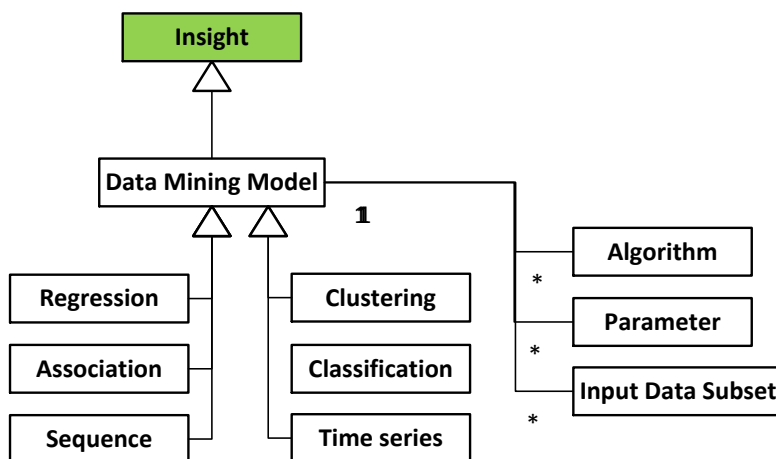 Insight
Data Mining Model
1
Algorithm
*
Regression
Clustering
Parameter
*
Association
Classification
Input Data Subset
*
Sequence
Time series